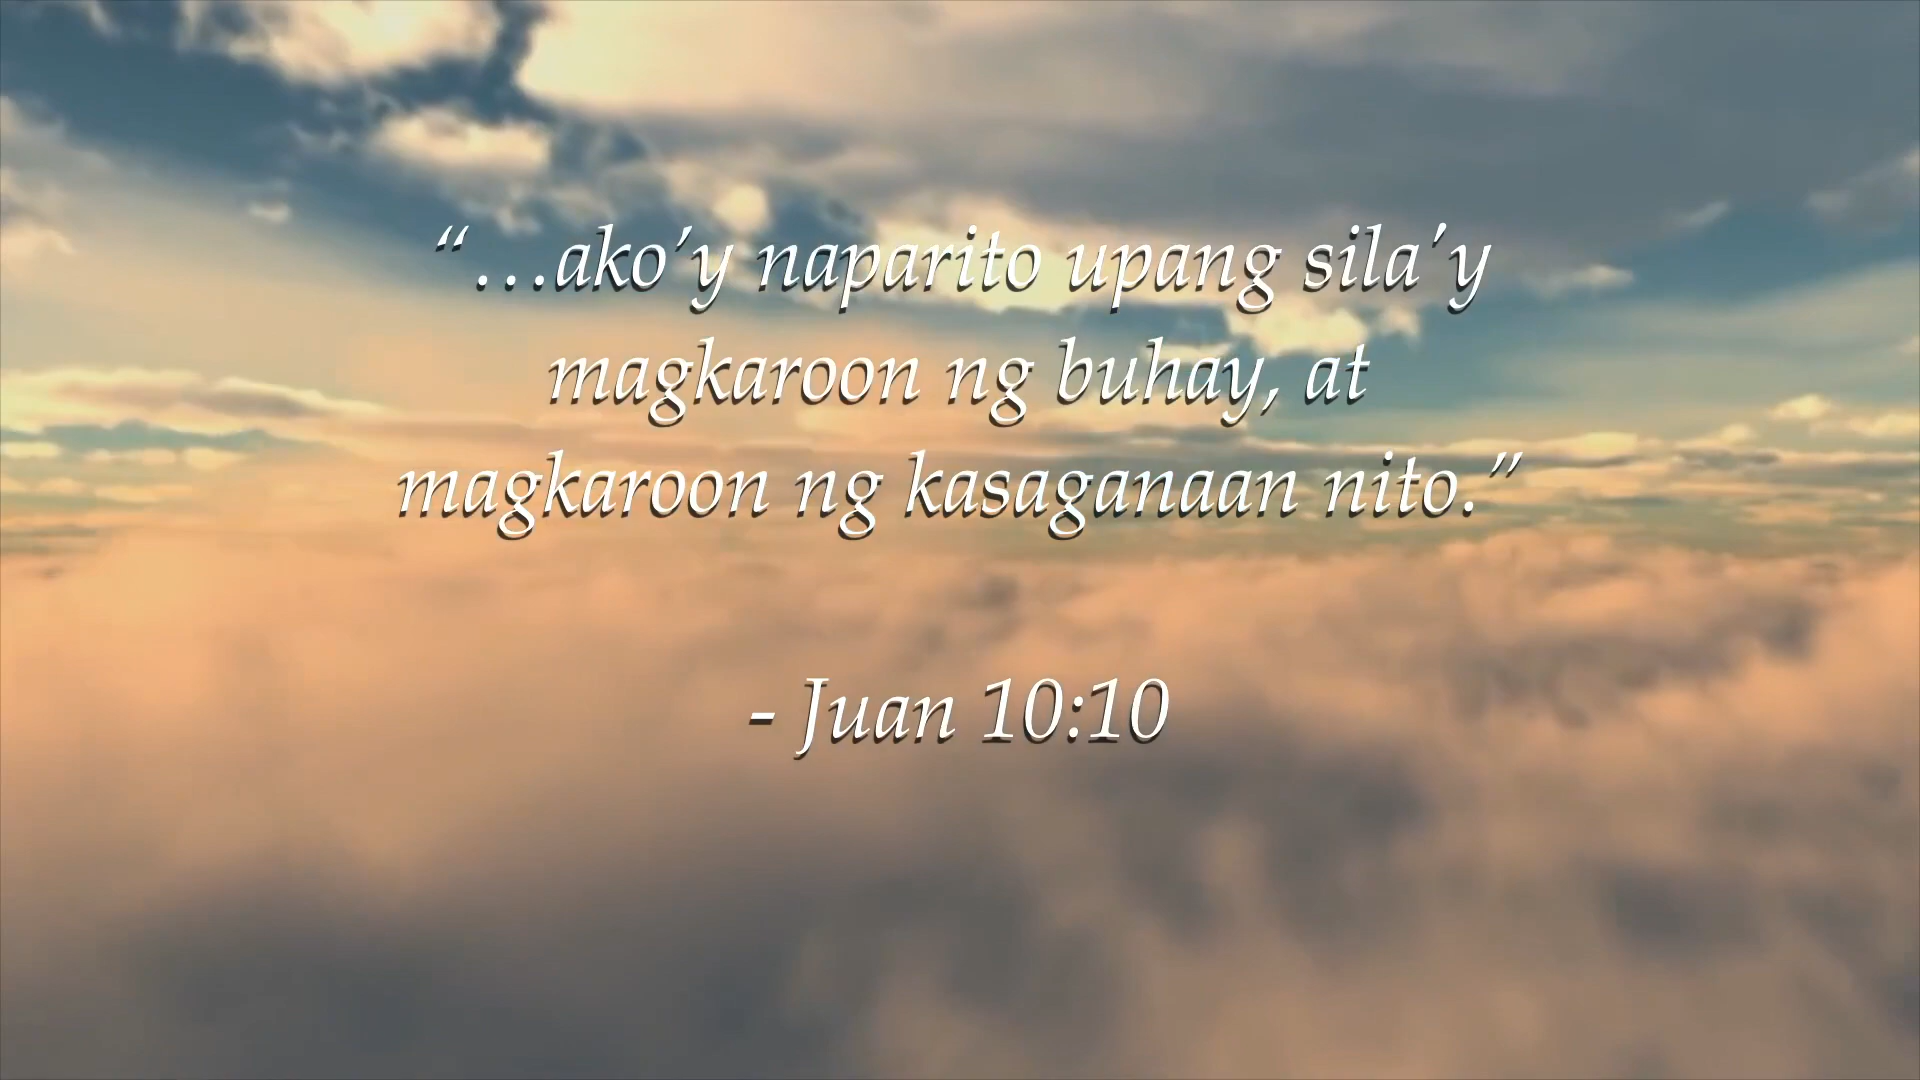 “…ako’y naparito upang sila'y
magkaroon ng buhay, at
magkaroon ng kasaganaan nito.”
- Juan 10:10